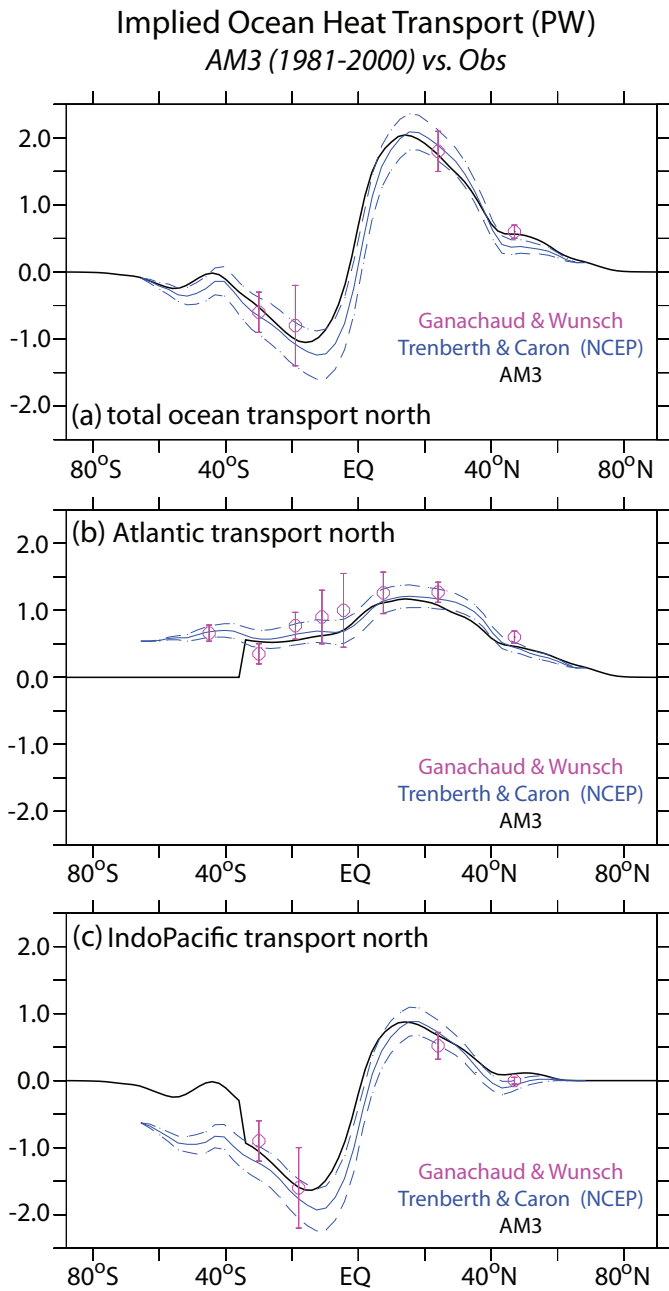 Implied Ocean Heat Transport (PW)
AM3 (1981-2000) vs. Obs
2.0
1.0
0.0
-1.0
-2.0
Ganachaud & Wunsch
Trenberth & Caron (NCEP)
AM3
(a) total ocean transport north
80°S 40°S EQ 40°N 80°N
(b) Atlantic transport north
2.0
1.0
0.0
-1.0
-2.0
Ganachaud & Wunsch
Trenberth & Caron (NCEP)
AM3
80°S 40°S EQ 40°N 80°N
(c) IndoPacific transport north
2.0
1.0
0.0
-1.0
-2.0
Ganachaud & Wunsch
Trenberth & Caron (NCEP)
AM3
80°S 40°S EQ 40°N 80°N